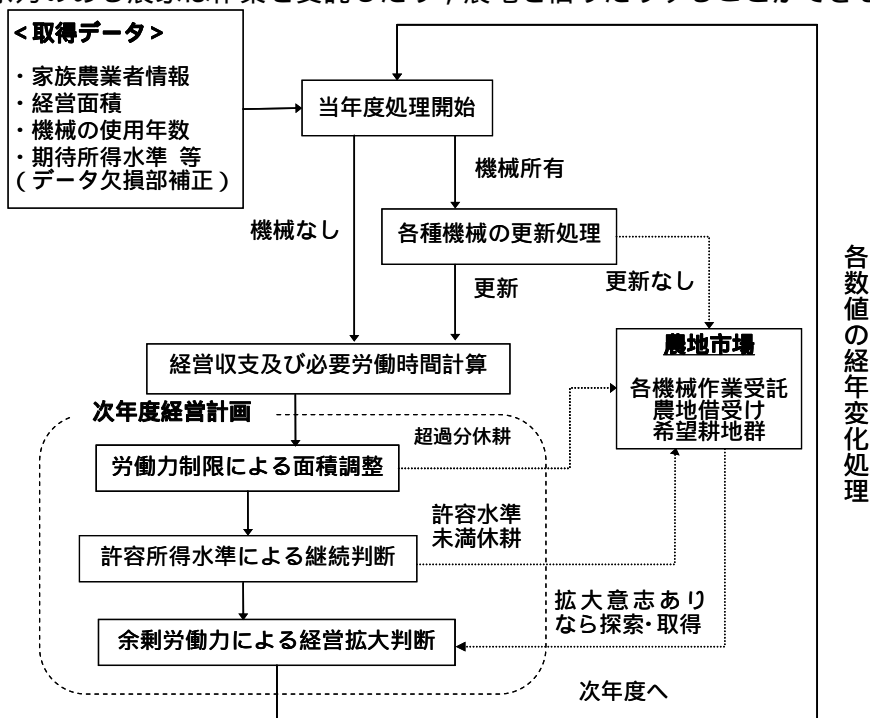 ＜取得データ＞
・家族農業者情報
・経営面積
・機械の使用年数
・期待所得水準 等
（データ欠損部補正）
当年度処理開始
機械所有
機械なし
各種機械の更新処理
更新
更新なし
農地市場
各機械作業受託
農地借受け
希望耕地群
経営収支及び必要労働時間計算
次年度経営計画
超過分休耕
労働力制限による面積調整
許容水準
未満休耕
許容所得水準による継続判断
拡大意志あり
なら探索・取得
余剰労働力による経営拡大判断
次年度へ
各数値の経年変化処理